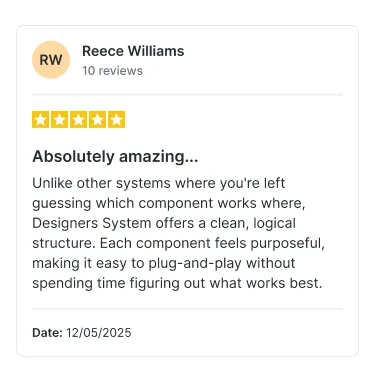 RW
Reece Williams
10 reviews
Absolutely amazing...
Unlike other systems where you're left
guessing which component works where,
Designers System offers a clean, logical
structure. Each component feels purposeful,
making it easy to plug-and-play without
spending time figuring out what works best.
Date: 12/05/2025